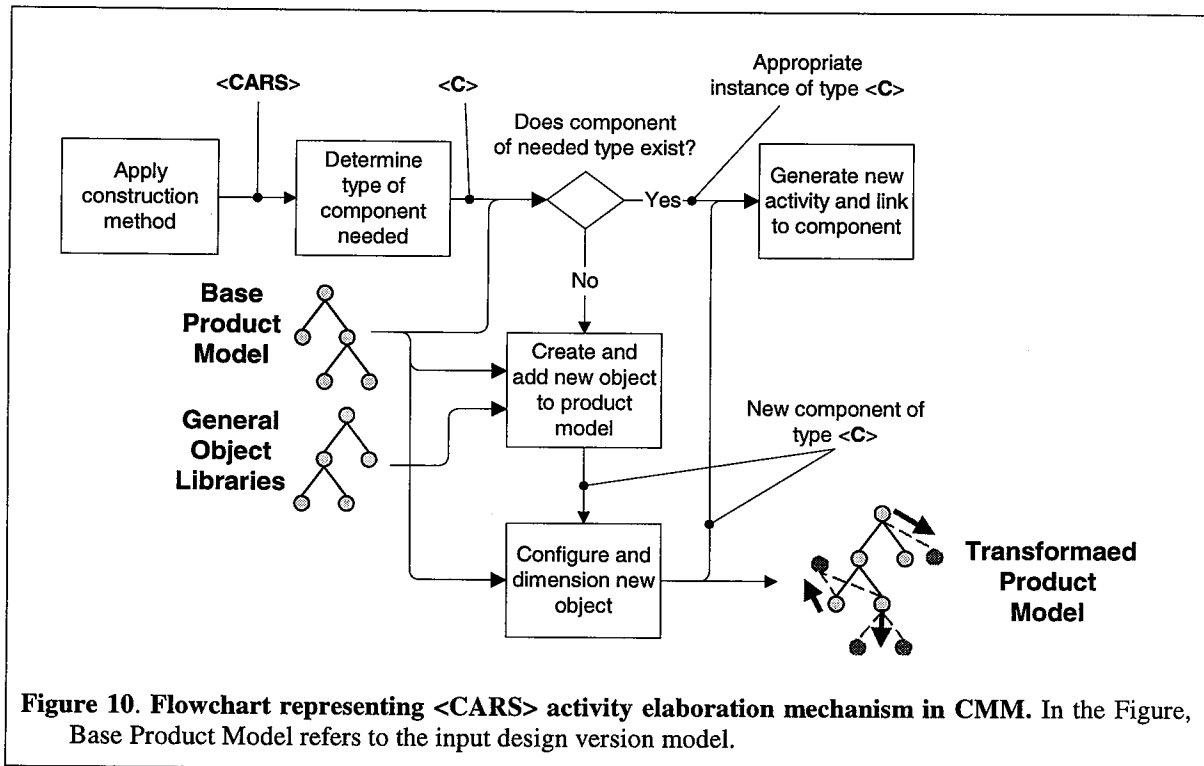 <CARS>
<C>
Appropriate
instance of type <C>
Does component
of needed type exist?
Apply
construction
method
Determine
type of
component
needed
Yes
Generate new
activity and link
to component
No
Base
Product
Model
Create and
add new object
to product
model
General
Object
Libraries
New component of
type <C>
Configure and
dimension new
object
Transformaed
Product
Model
Figure 10. Flowchart representing <CARS> activity elaboration mechanism in CMM. In the Figure,
Base Product Model refers to the input design version model.